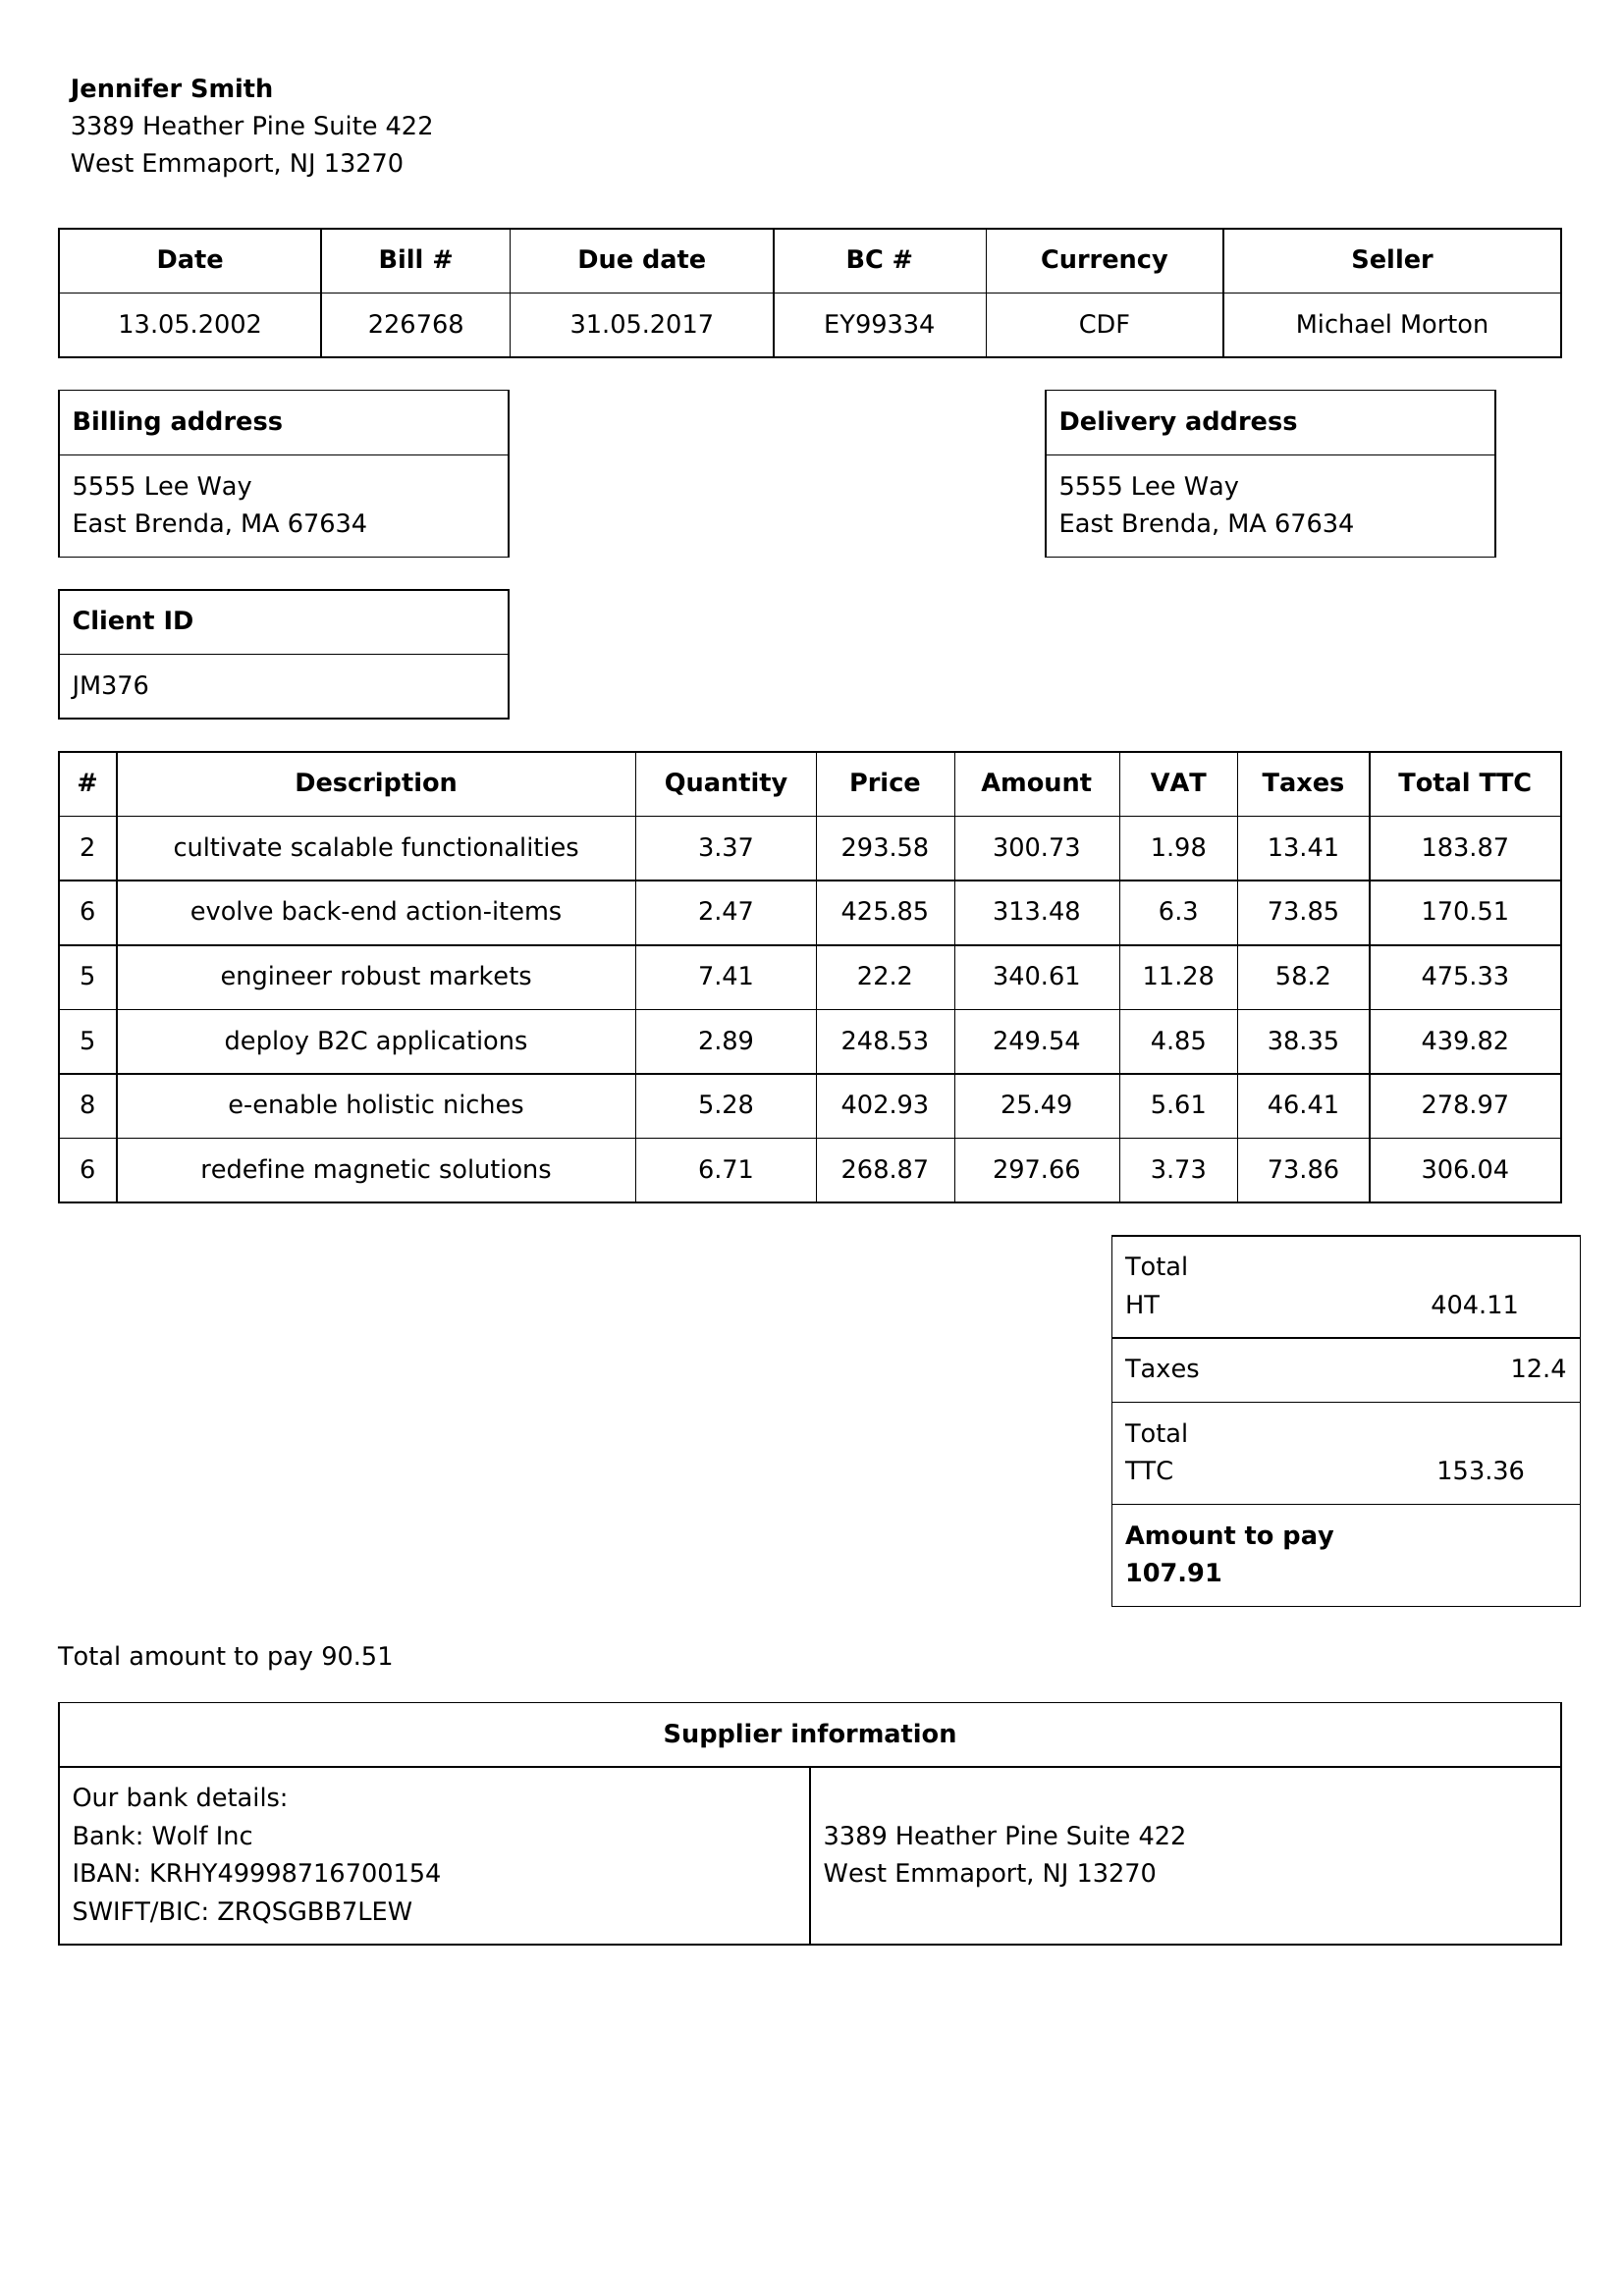 Jennifer Smith
3389 Heather Pine Suite 422
West Emmaport, NJ 13270
Date Bill # Due date BC # Currency Seller
13.05.2002 226768 31.05.2017 EY99334 CDF Michael Morton
Billing address
5555 Lee Way
East Brenda, MA 67634
Delivery address
5555 Lee Way
East Brenda, MA 67634
Client ID
JM376
# Description Quantity Price Amount VAT Taxes Total TTC
2 cultivate scalable functionalities 3.37 293.58 300.73 1.98 13.41 183.87
6 evolve back-end action-items 2.47 425.85 313.48 6.3 73.85 170.51
5 engineer robust markets 7.41 22.2 340.61 11.28 58.2 475.33
5 deploy B2C applications 2.89 248.53 249.54 4.85 38.35 439.82
8 e-enable holistic niches 5.28 402.93 25.49 5.61 46.41 278.97
6 redefine magnetic solutions 6.71 268.87 297.66 3.73 73.86 306.04
Total
HT 404.11
Taxes 12.4
Total
TTC 153.36
Amount to pay
107.91
Total amount to pay 90.51
Supplier information
Our bank details:
Bank: Wolf Inc
IBAN: KRHY49998716700154
SWIFT/BIC: ZRQSGBB7LEW
3389 Heather Pine Suite 422
West Emmaport, NJ 13270